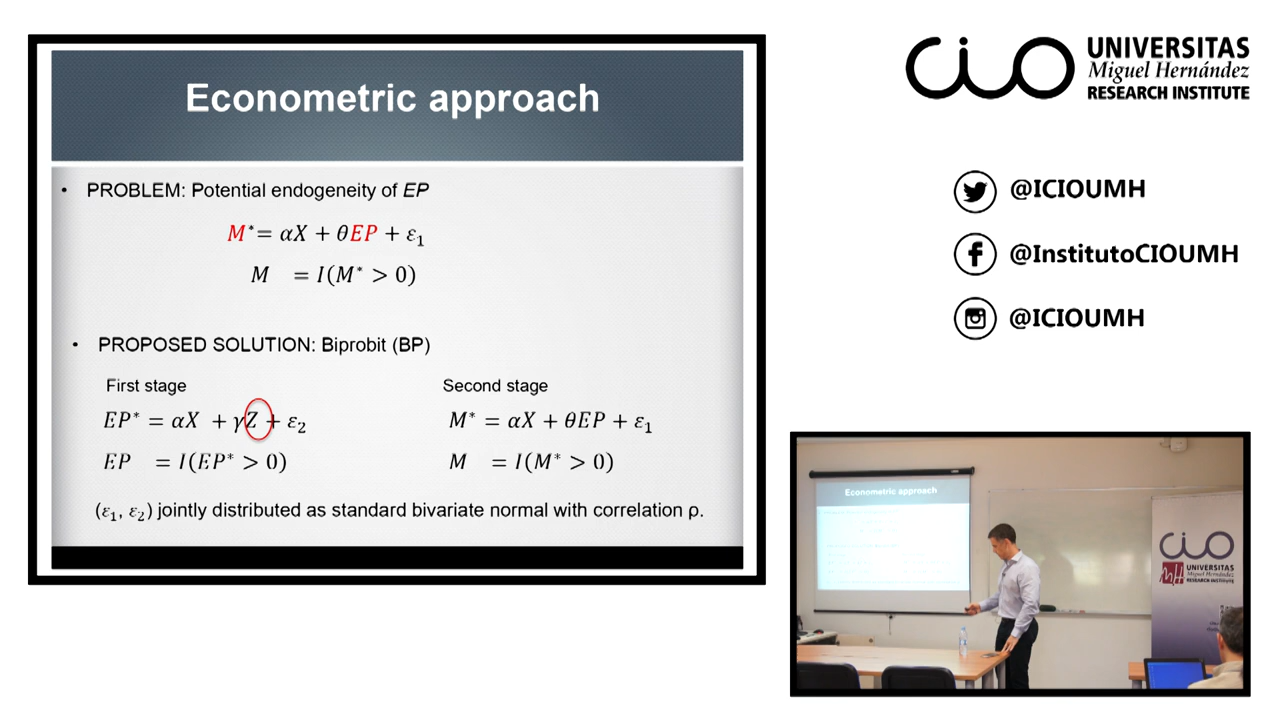 Econometric approach
• PROBLEM: Potential endogeneity of EP
M* = αX + θEP + ε₁
M = I(M* > 0)
• PROPOSED SOLUTION: Biprobit (BP)
First stage
Second stage
EP* = αX + γZ + ε₂
M* = αX + θEP + ε₁
EP = I(EP* > 0)
M = I(M* > 0)
(ε₁, ε₂) jointly distributed as standard bivariate normal with correlation ρ.
cio
UNIVERSITAS
Miguel Hernández
RESEARCH INSTITUTE
@ICIOUMH
@InstitutoCIOUMH
@ICIOUMH
Econometric approach
cio
UNIVERSITAS
Miguel Hernández
RESEARCH INSTITUTE